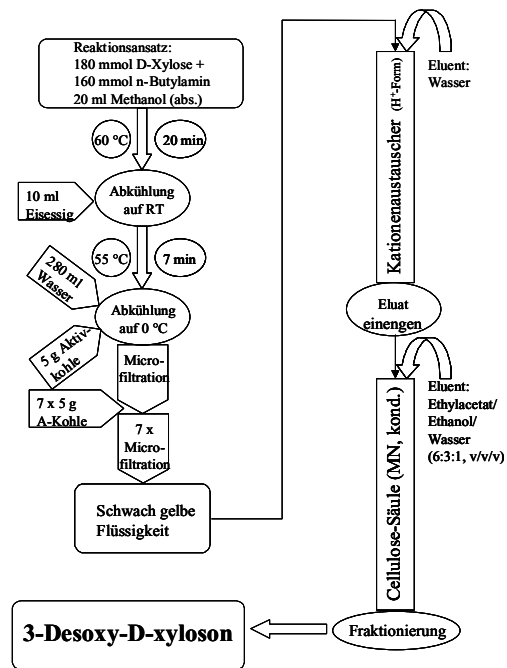 Reaktionsansatz:
180 mmol D-Xylose +
160 mmol n-Butylamin
20 ml Methanol (abs.)
60 °C
20 min
10 ml
Eisessig
Abkühlung
auf RT
55 °C
7 min
280 ml
Wasser
Abkühlung
auf 0 °C
5 g Aktiv-
kohle
Micro-
filtration
7 x 5 g
A-Kohle
7 x
Micro-
filtration
Schwach gelbe
Flüssigkeit
Eluent:
Wasser
Kationenaustauscher (H⁺-Form)
Eluat
einengen
Eluent:
Ethylacetat/
Ethanol/
Wasser
(6:3:1, v/v/v)
Cellulose-Säule (MN, kond.)
Fraktionierung
3-Desoxy-D-xyloson